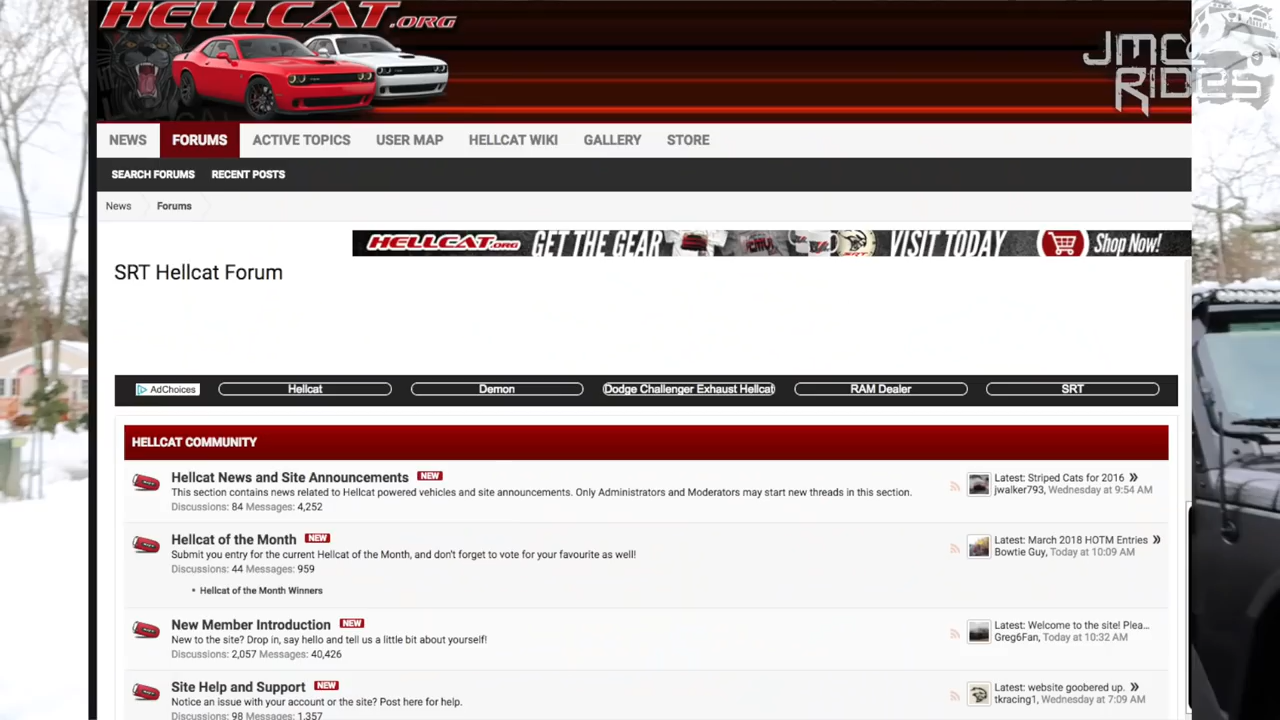 HELLCAT.ORG
JMC
RIDES
NEWS FORUMS ACTIVE TOPICS USER MAP HELLCAT WIKI GALLERY STORE
SEARCH FORUMS RECENT POSTS
News Forums
HELLCAT.ORG GET THE GEAR VISIT TODAY Shop Now!
SRT Hellcat Forum
AdChoices Hellcat Demon Dodge Challenger Exhaust Hellcat RAM Dealer SRT
HELLCAT COMMUNITY
Hellcat News and Site Announcements NEW
This section contains news related to Hellcat powered vehicles and site announcements. Only Administrators and Moderators may start new threads in this section.
Discussions: 84 Messages: 4,252
Latest: Striped Cats for 2016 »
jwalker793, Wednesday at 9:54 AM
Hellcat of the Month NEW
Submit you entry for the current Hellcat of the Month, and don't forget to vote for your favourite as well!
Discussions: 44 Messages: 959
Hellcat of the Month Winners
Latest: March 2018 HOTM Entries »
Bowtie Guy, Today at 10:09 AM
New Member Introduction NEW
New to the site? Drop in, say hello and tell us a little bit about yourself!
Discussions: 2,057 Messages: 40,426
Latest: Welcome to the site! Plea...
Greg6Fan, Today at 10:32 AM
Site Help and Support NEW
Notice an issue with your account or the site? Post here for help.
Discussions: 98 Messages: 1,357
Latest: website goobered up. »
tkracing1, Wednesday at 7:09 AM